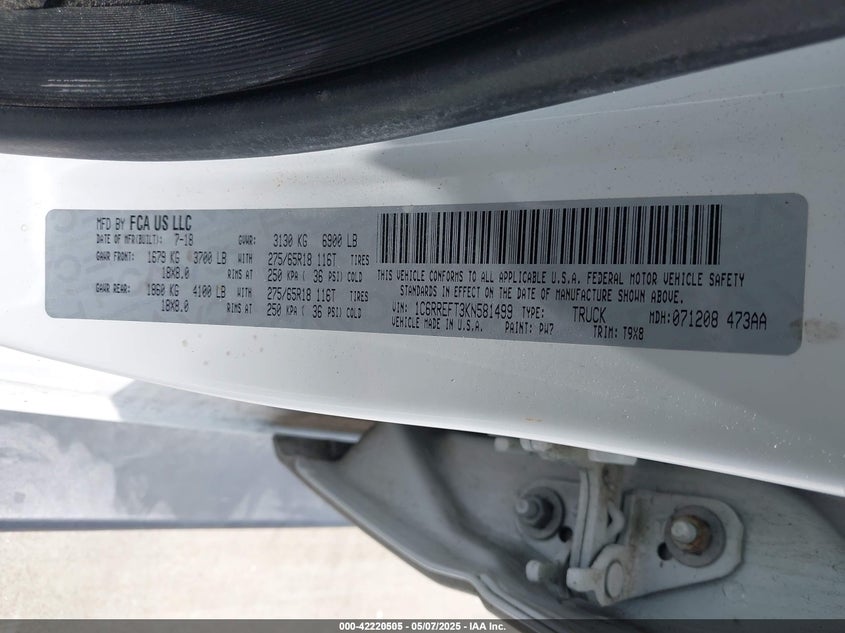 MFD BY FCA US LLC
DATE OF MFR(BUILT): 7-18 GVWR: 3130 KG 6900 LB
GAWR FRONT: 1679 KG 3700 LB WITH 275/65R18 116T TIRES
18X8.0 RIMS AT 250 KPA ( 36 PSI) COLD
GAWR REAR: 1860 KG 4100 LB WITH 275/65R18 116T TIRES
18X8.0 RIMS AT 250 KPA ( 36 PSI) COLD
THIS VEHICLE CONFORMS TO ALL APPLICABLE U.S.A. FEDERAL MOTOR VEHICLE SAFETY
STANDARDS IN EFFECT ON THE DATE OF MANUFACTURE SHOWN ABOVE.
VIN: 1C6RREFT3KN581499 TYPE: TRUCK MDH:071208 473AA
VEHICLE MADE IN U.S.A. PAINT: PW7 TRIM: T9X8
000-42220505 - 05/07/2025 - IAA Inc.